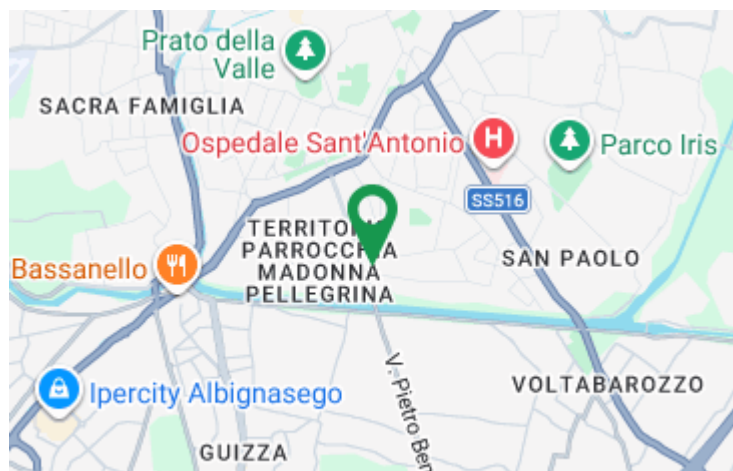 Prato della
Valle
SACRA FAMIGLIA
Ospedale Sant'Antonio
H
Parco Iris
SS516
TERRITO
PARROCCHIA
MADONNA
PELLEGRINA
SAN PAOLO
Bassanello
Ipercity Albignasego
V. Pietro Ben
VOLTABAROZZO
GUIZZA